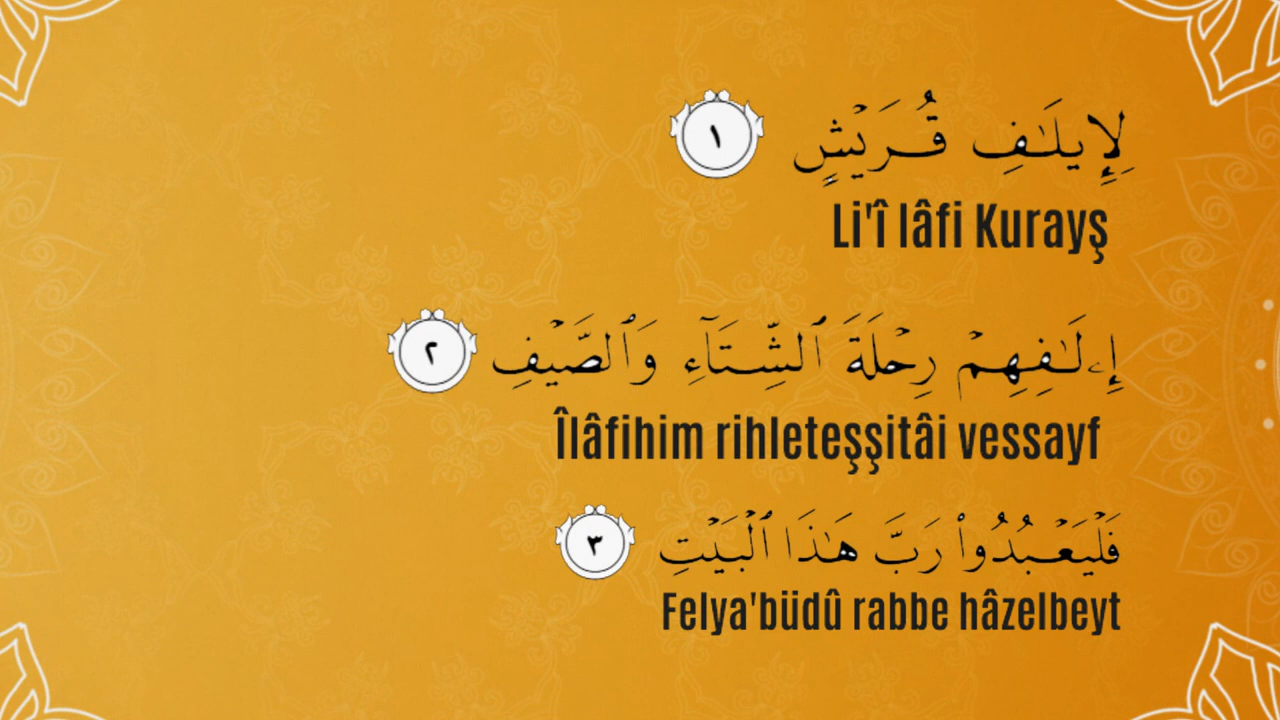 لِإِيلَٰفِ قُرَيْشٍ ١
Li'î lâfi Kurayş
إِۦلَٰفِهِمْ رِحْلَةَ ٱلشِّتَآءِ وَٱلصَّيْفِ ٢
Îlâfihim rihleteşşitâi vessayf
فَلْيَعْبُدُوا۟ رَبَّ هَٰذَا ٱلْبَيْتِ ٣
Felya'büdû rabbe hâzelbeyt